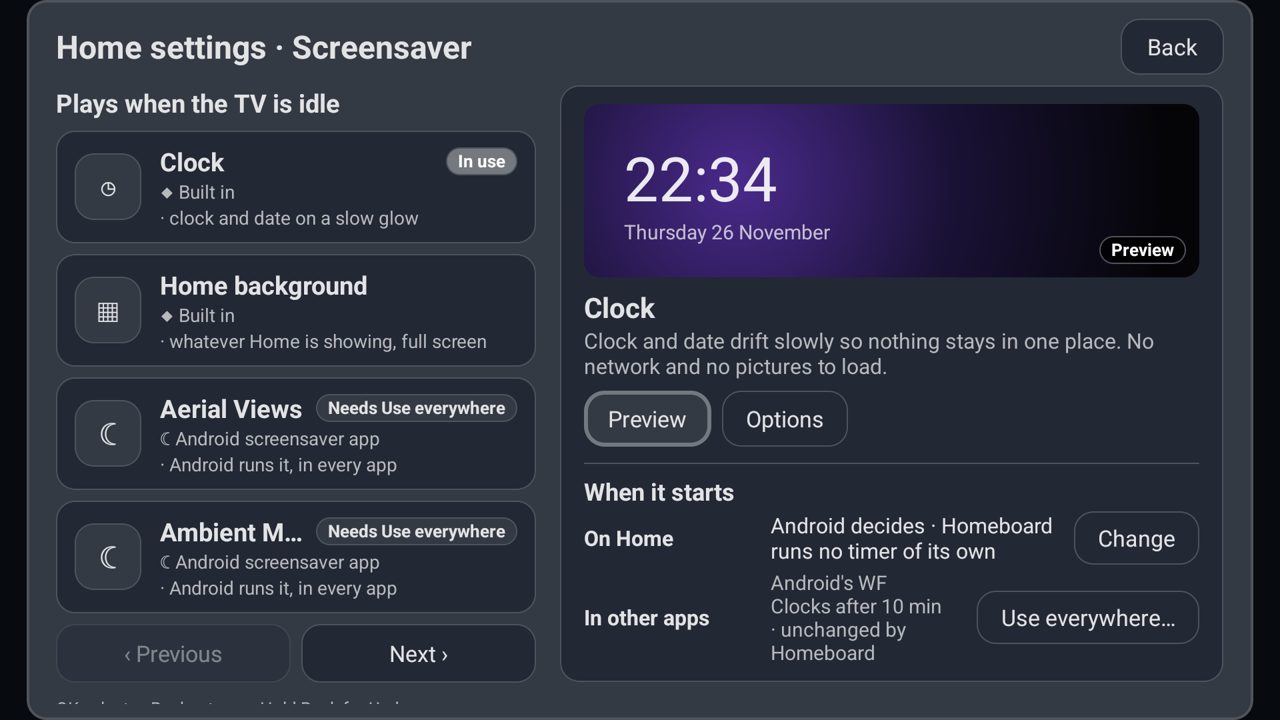 Home settings · Screensaver
Back
Plays when the TV is idle
Clock
In use
◆ Built in
· clock and date on a slow glow
Home background
◆ Built in
· whatever Home is showing, full screen
Aerial Views
Needs Use everywhere
☾ Android screensaver app
· Android runs it, in every app
Ambient M…
Needs Use everywhere
☾ Android screensaver app
· Android runs it, in every app
‹ Previous
Next ›
22:34
Thursday 26 November
Preview
Clock
Clock and date drift slowly so nothing stays in one place. No
network and no pictures to load.
Preview
Options
When it starts
On Home
Android decides · Homeboard
runs no timer of its own
Change
In other apps
Android's WF
Clocks after 10 min
· unchanged by
Homeboard
Use everywhere…